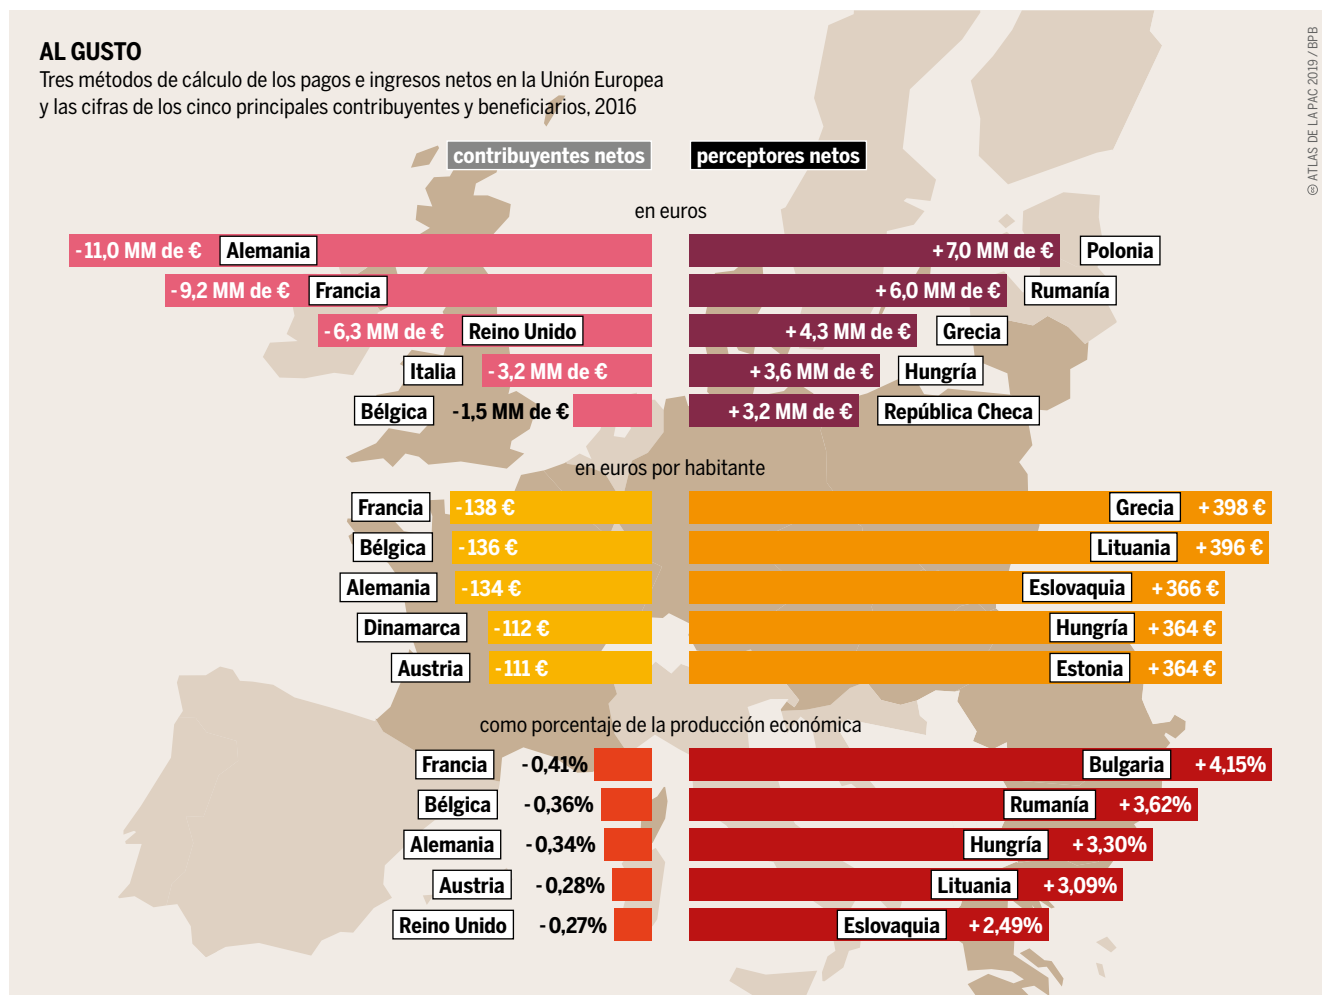 AL GUSTO
Tres métodos de cálculo de los pagos e ingresos netos en la Unión Europea
y las cifras de los cinco principales contribuyentes y beneficiarios, 2016
contribuyentes netos perceptores netos
en euros
-11,0 MM de € Alemania +7,0 MM de € Polonia
-9,2 MM de € Francia +6,0 MM de € Rumanía
-6,3 MM de € Reino Unido +4,3 MM de € Grecia
Italia -3,2 MM de € +3,6 MM de € Hungría
Bélgica -1,5 MM de € +3,2 MM de € República Checa
en euros por habitante
Francia -138 € Grecia +398 €
Bélgica -136 € Lituania +396 €
Alemania -134 € Eslovaquia +366 €
Dinamarca -112 € Hungría +364 €
Austria -111 € Estonia +364 €
como porcentaje de la producción económica
Francia -0,41% Bulgaria +4,15%
Bélgica -0,36% Rumanía +3,62%
Alemania -0,34% Hungría +3,30%
Austria -0,28% Lituania +3,09%
Reino Unido -0,27% Eslovaquia +2,49%
🅭 ATLAS DE LA PAC 2019 / BPB